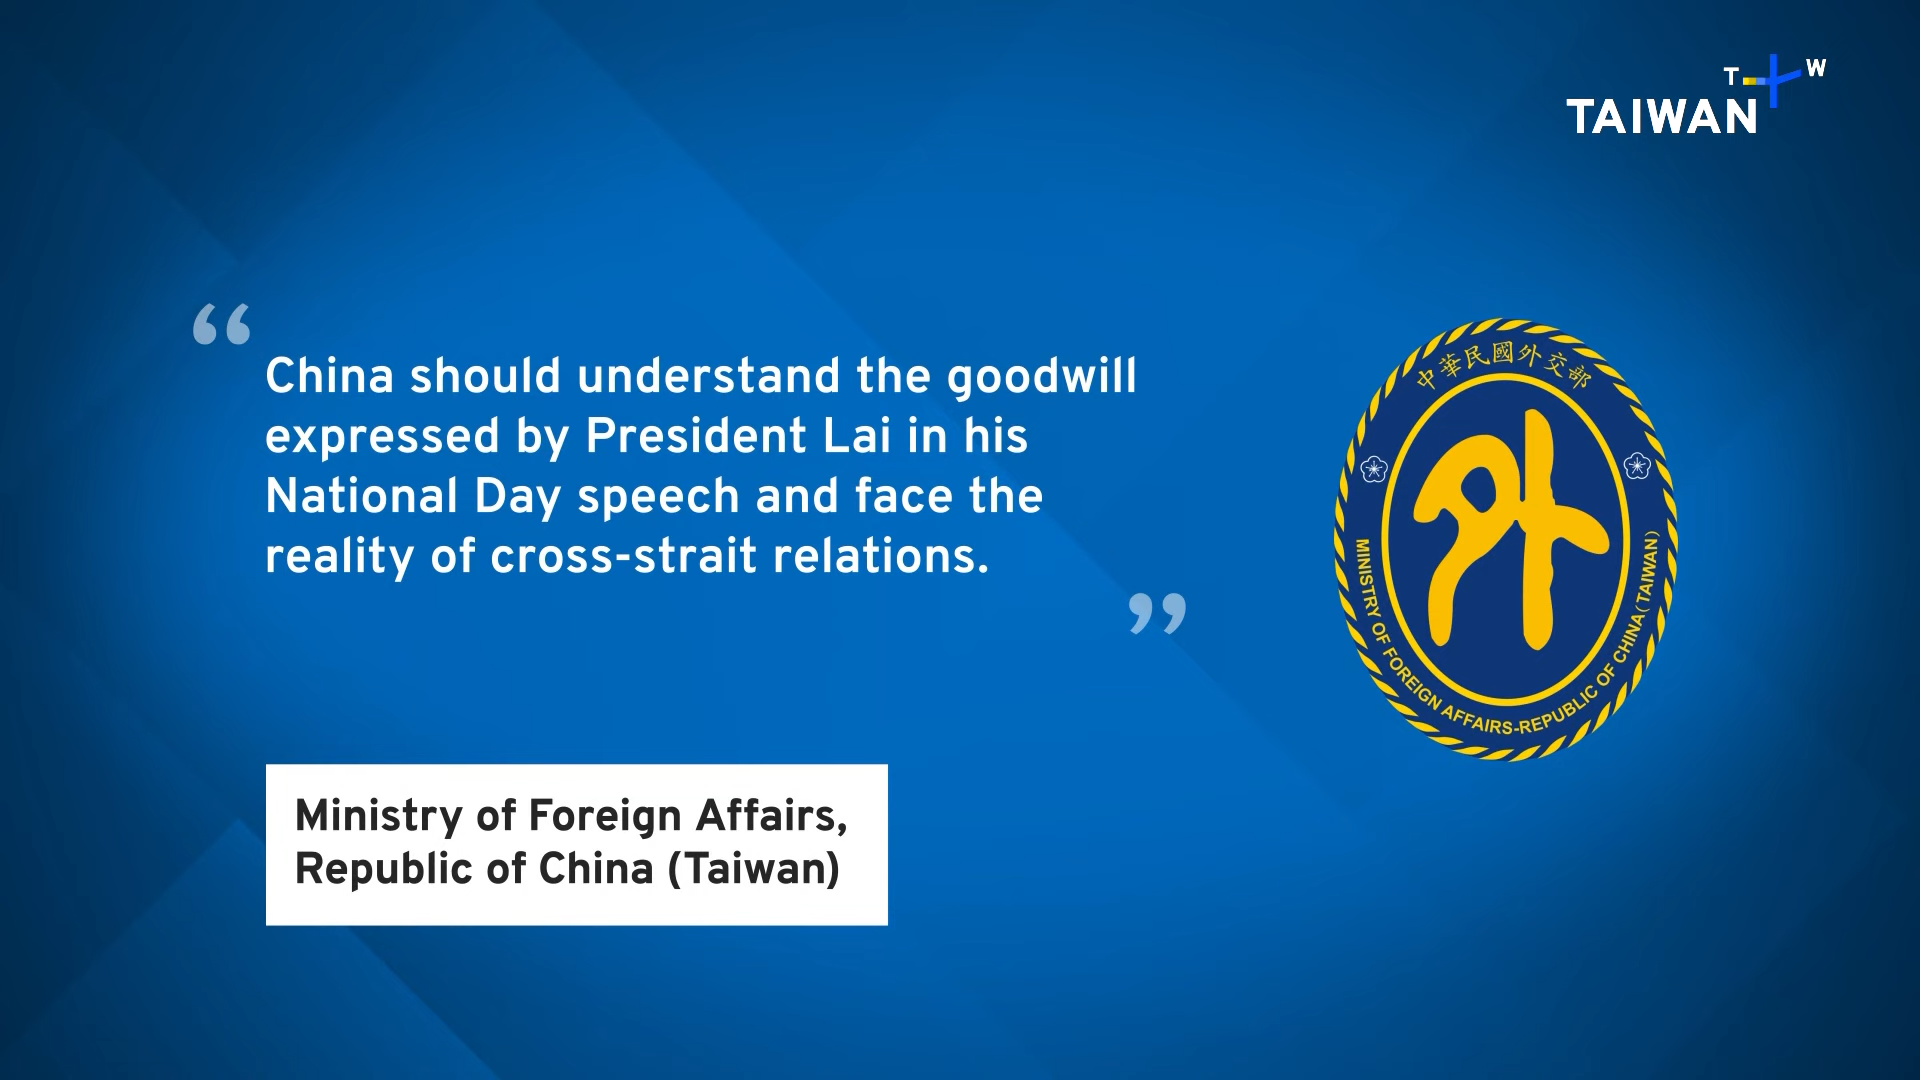 T W
TAIWAN
“
China should understand the goodwill
expressed by President Lai in his
National Day speech and face the
reality of cross-strait relations.
”
中華民國外交部
外
MINISTRY OF FOREIGN AFFAIRS-REPUBLIC OF CHINA(TAIWAN)
Ministry of Foreign Affairs,
Republic of China (Taiwan)